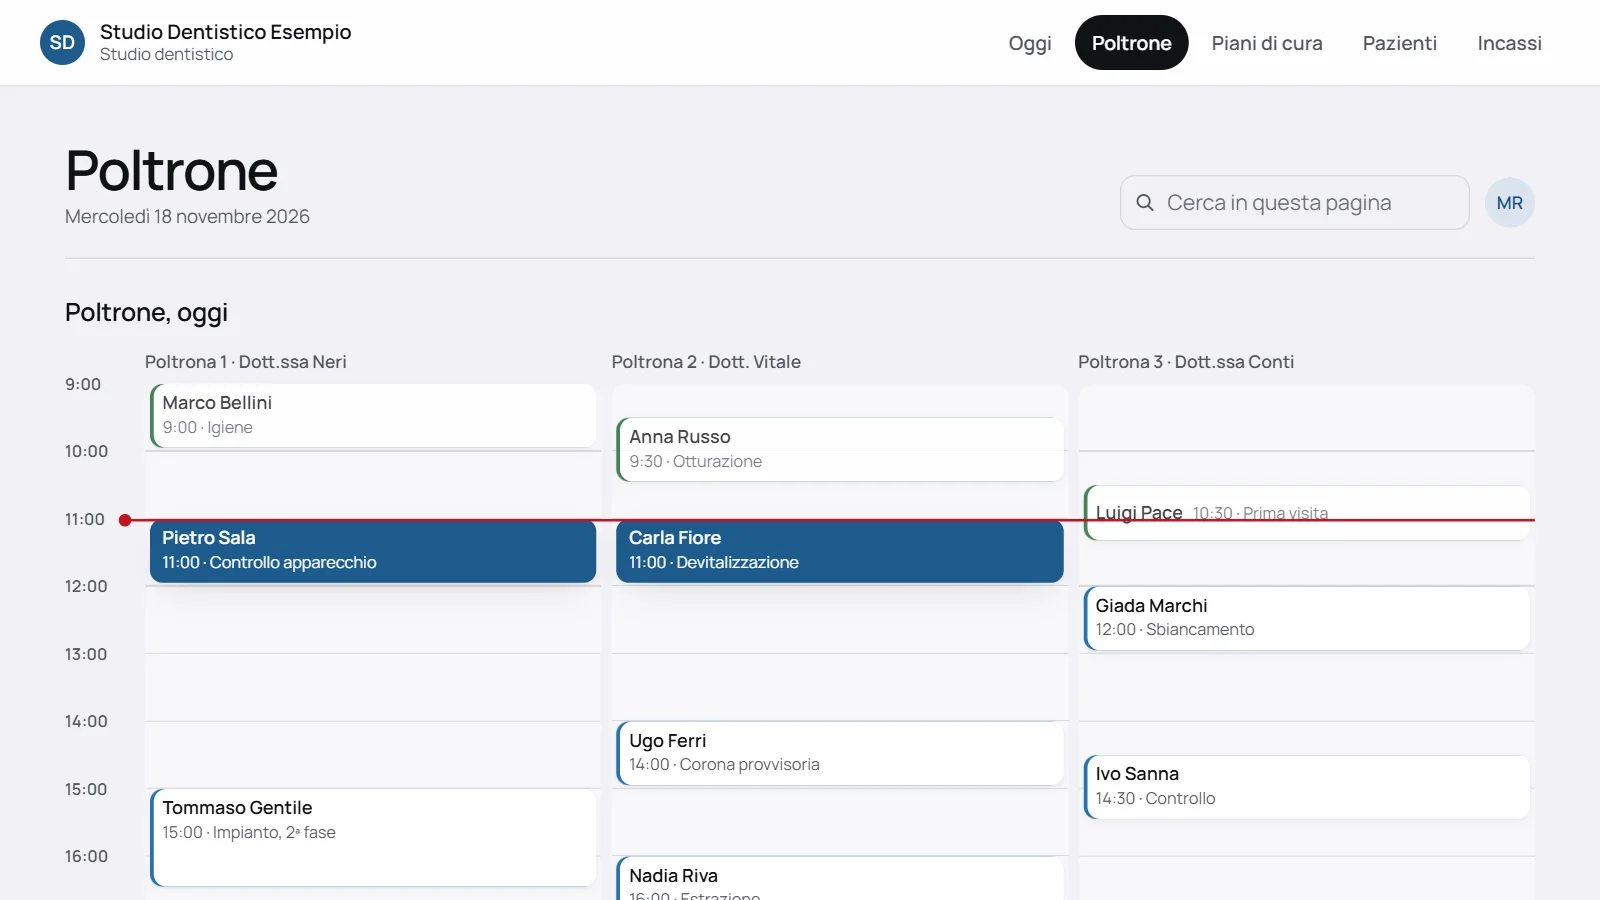 SD
Studio Dentistico Esempio
Studio dentistico
Oggi
Poltrone
Piani di cura
Pazienti
Incassi
Poltrone
Mercoledì 18 novembre 2026
Cerca in questa pagina
MR
Poltrone, oggi
Poltrona 1 · Dott.ssa Neri
Poltrona 2 · Dott. Vitale
Poltrona 3 · Dott.ssa Conti
9:00
Marco Bellini
9:00 · Igiene
Anna Russo
9:30 · Otturazione
10:00
Luigi Pace 10:30 · Prima visita
11:00
Pietro Sala
11:00 · Controllo apparecchio
Carla Fiore
11:00 · Devitalizzazione
12:00
Giada Marchi
12:00 · Sbiancamento
13:00
14:00
Ugo Ferri
14:00 · Corona provvisoria
Ivo Sanna
14:30 · Controllo
15:00
Tommaso Gentile
15:00 · Impianto, 2ª fase
16:00
Nadia Riva
16:00 · Estrazione